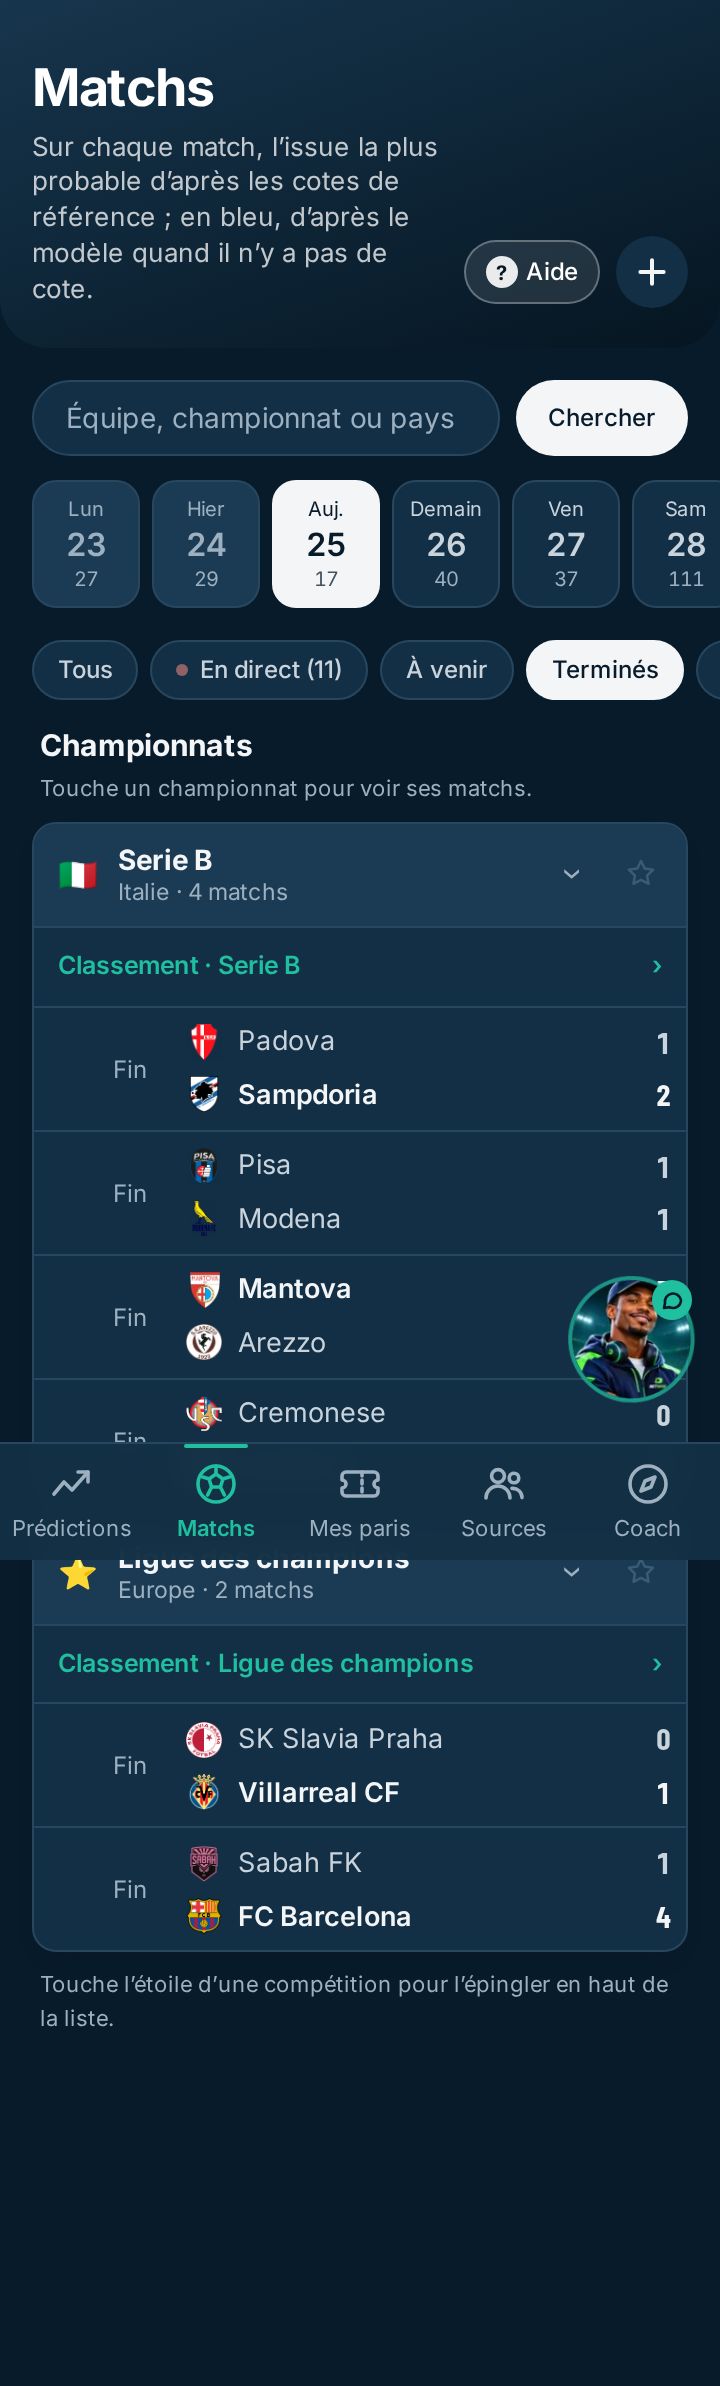 Matchs
Sur chaque match, l’issue la plus
probable d’après les cotes de
référence ; en bleu, d’après le
modèle quand il n’y a pas de
cote.
? Aide
Équipe, championnat ou pays
Chercher
Lun Hier Auj. Demain Ven Sam
23 24 25 26 27 28
27 29 17 40 37 111
Tous En direct (11) À venir Terminés
Championnats
Touche un championnat pour voir ses matchs.
Serie B
Italie · 4 matchs
Classement · Serie B ›
Padova 1
Fin
Sampdoria 2
Pisa 1
Fin
Modena 1
Mantova
Fin
Arezzo
Cremonese 0
Fin
Prédictions Matchs Mes paris Sources Coach
Ligue des champions
Europe · 2 matchs
Classement · Ligue des champions ›
SK Slavia Praha 0
Fin
Villarreal CF 1
Sabah FK 1
Fin
FC Barcelona 4
Touche l’étoile d’une compétition pour l’épingler en haut de
la liste.